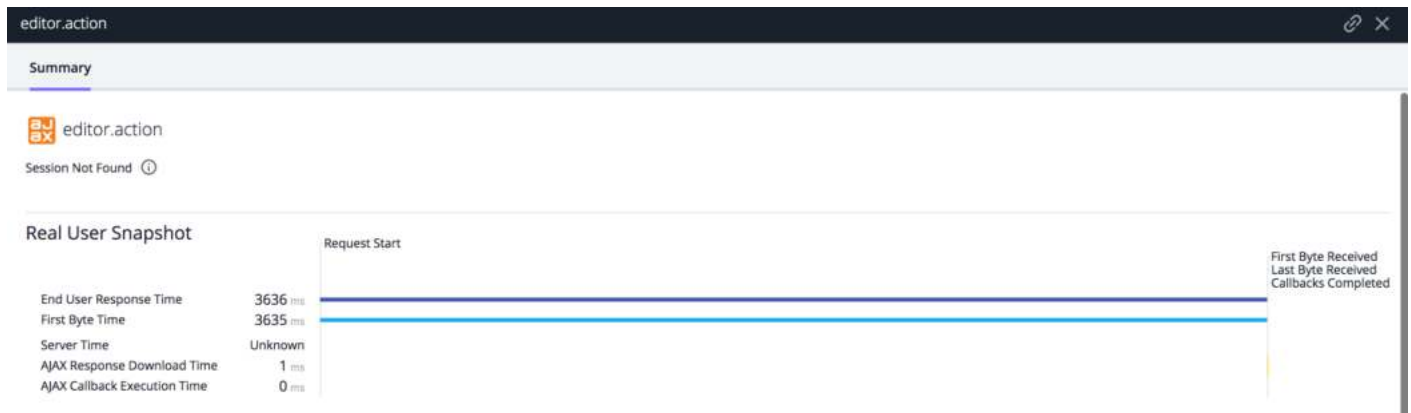 editor.action
Summary
AJAX editor.action
Session Not Found
Real User Snapshot
Request Start
First Byte Received
Last Byte Received
Callbacks Completed
End User Response Time 3636 ms
First Byte Time 3635 ms
Server Time Unknown
AJAX Response Download Time 1 ms
AJAX Callback Execution Time 0 ms